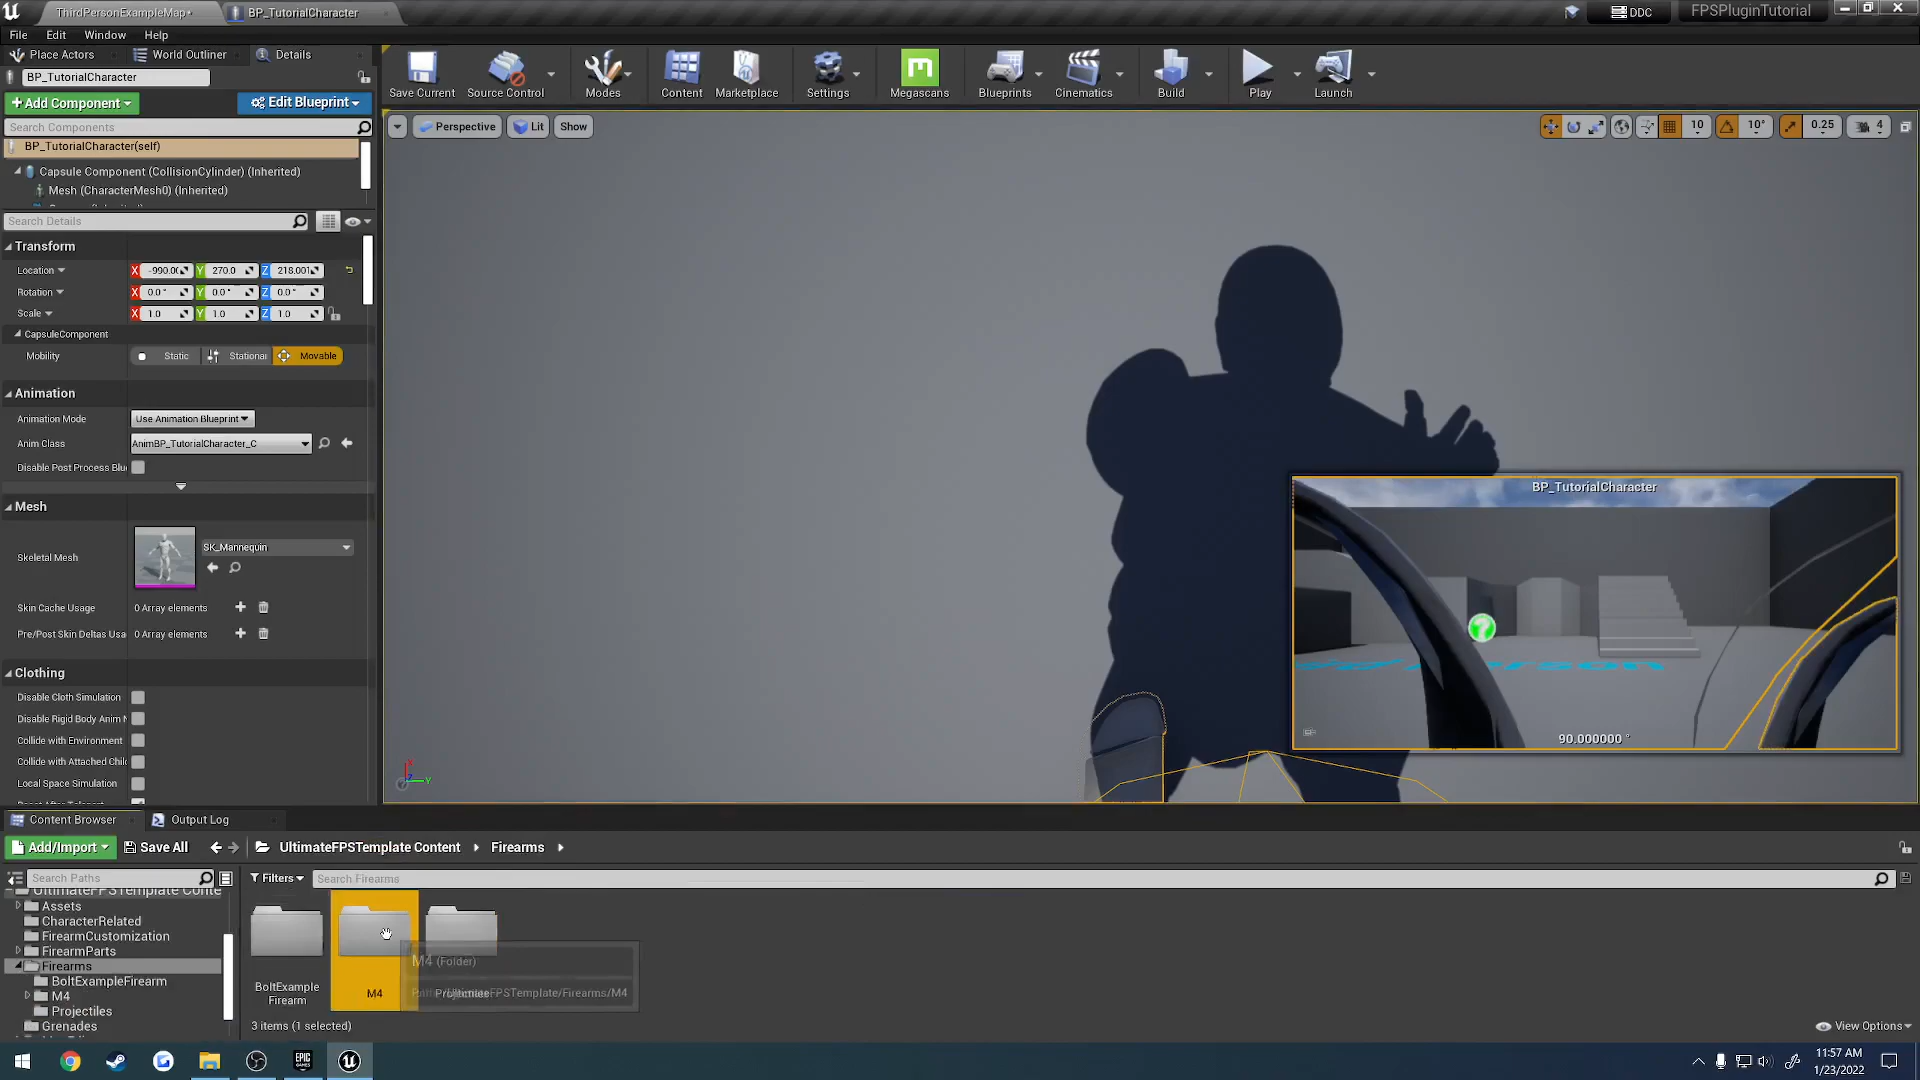 ThirdPersonExampleMap*
BP_TutorialCharacter
DDC
FPSPluginTutorial
File
Edit
Window
Help
Place Actors
World Outliner
Details
BP_TutorialCharacter
+Add Component
Edit Blueprint
Search Components
BP_TutorialCharacter(self)
Capsule Component (CollisionCylinder) (Inherited)
Mesh (CharacterMesh0) (Inherited)
Search Details
Save Current
Source Control
Modes
Content
Marketplace
Settings
Megascans
Blueprints
Cinematics
Build
Play
Launch
Perspective
Lit
Show
10
10°
0.25
4
Transform
Location
X -990.0
Y 270.0
Z 218.001
Rotation
X 0.0 °
Y 0.0 °
Z 0.0 °
Scale
X 1.0
Y 1.0
Z 1.0
CapsuleComponent
Mobility
Static
Stationar
Movable
Animation
Animation Mode
Use Animation Blueprint
Anim Class
AnimBP_TutorialCharacter_C
Disable Post Process Blu
Mesh
Skeletal Mesh
SK_Mannequin
Skin Cache Usage
0 Array elements
Pre/Post Skin Deltas Usa
0 Array elements
Clothing
Disable Cloth Simulation
Disable Rigid Body Anim N
Collide with Environment
Collide with Attached Chil
Local Space Simulation
BP_TutorialCharacter
90.000000 °
Content Browser
Output Log
Add/Import
Save All
UltimateFPSTemplate Content
Firearms
Search Paths
Filters
Search Firearms
UltimateFPSTemplate Conte
Assets
CharacterRelated
FirearmCustomization
FirearmParts
Firearms
BoltExampleFirearm
M4
Projectiles
Grenades
BoltExample
Firearm
M4
M4 (Folder)
Projectiles
FPSTemplate/Firearms/M4
3 items (1 selected)
View Options
EPIC
GAMES
11:57 AM
1/23/2022